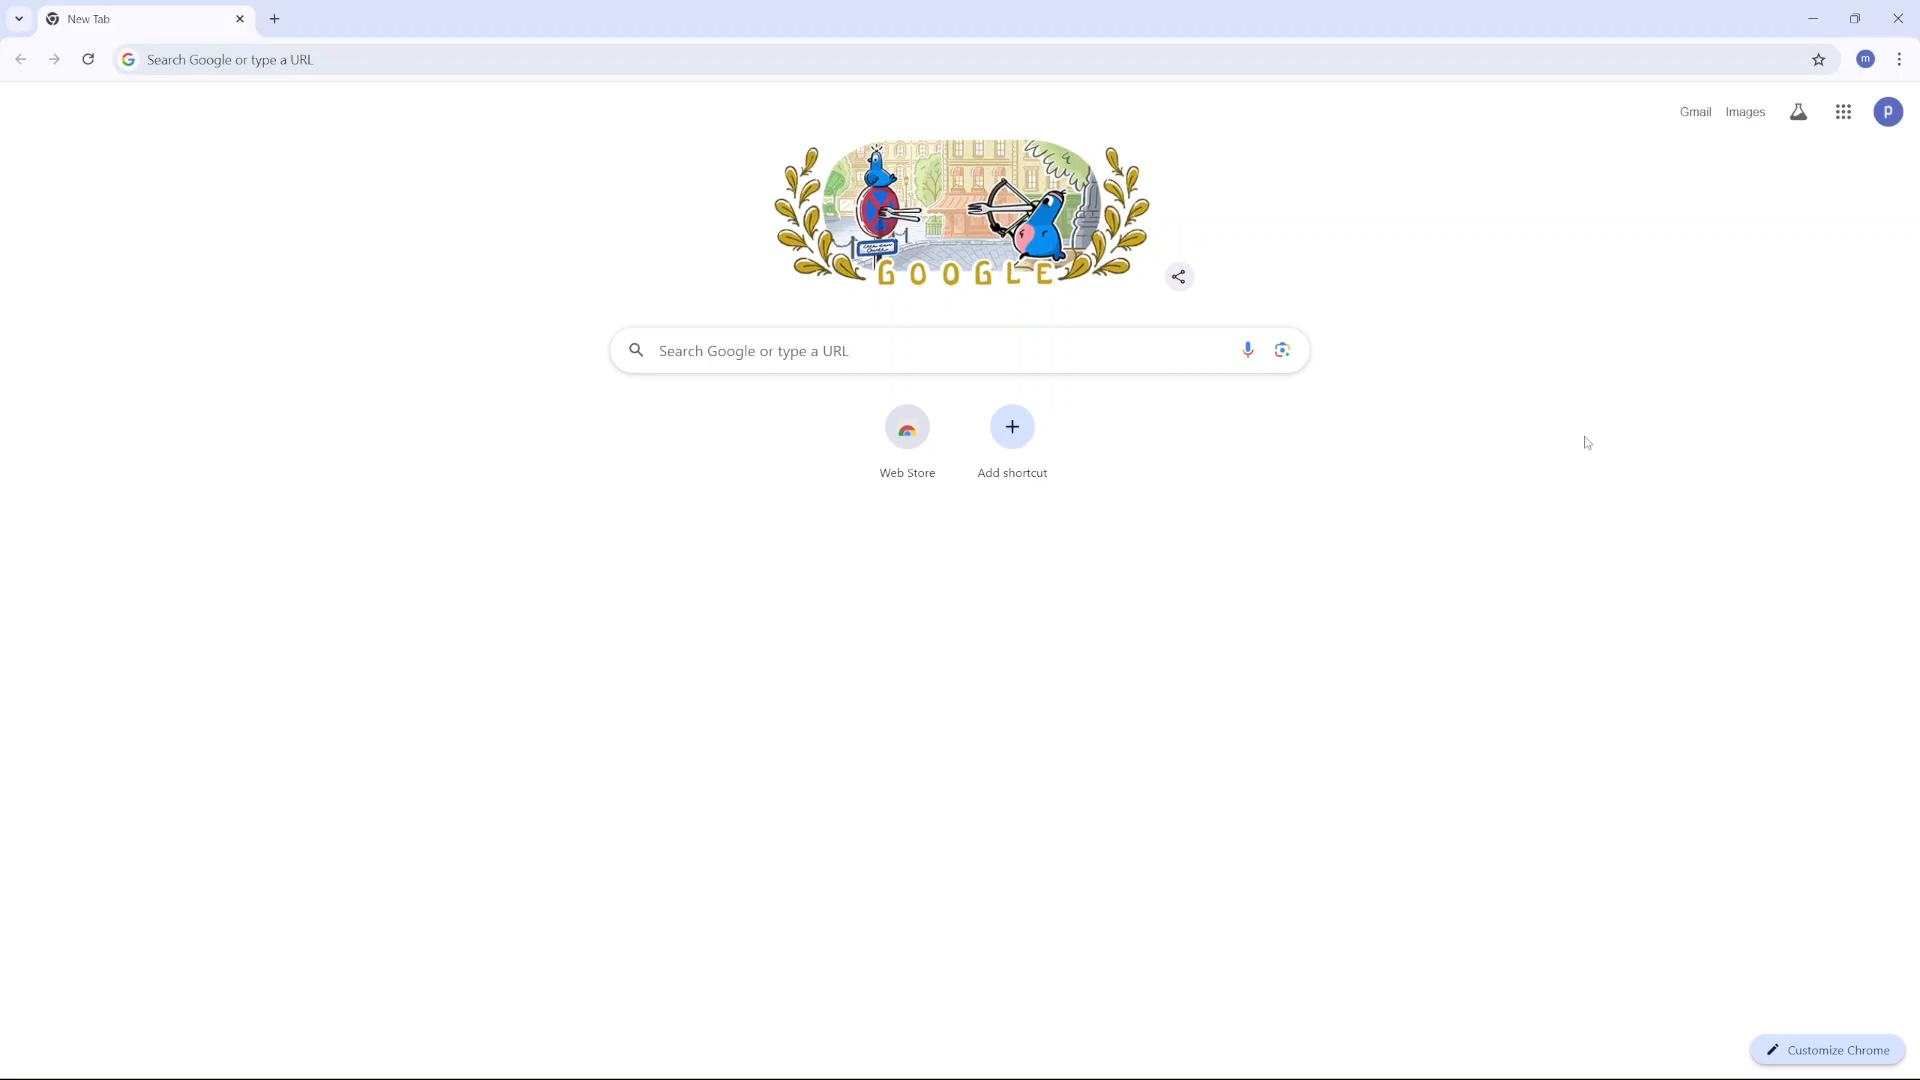 New Tab
Search Google or type a URL
m
Gmail Images
p
GOOGLE
Search Google or type a URL
Web Store Add shortcut
Customize Chrome